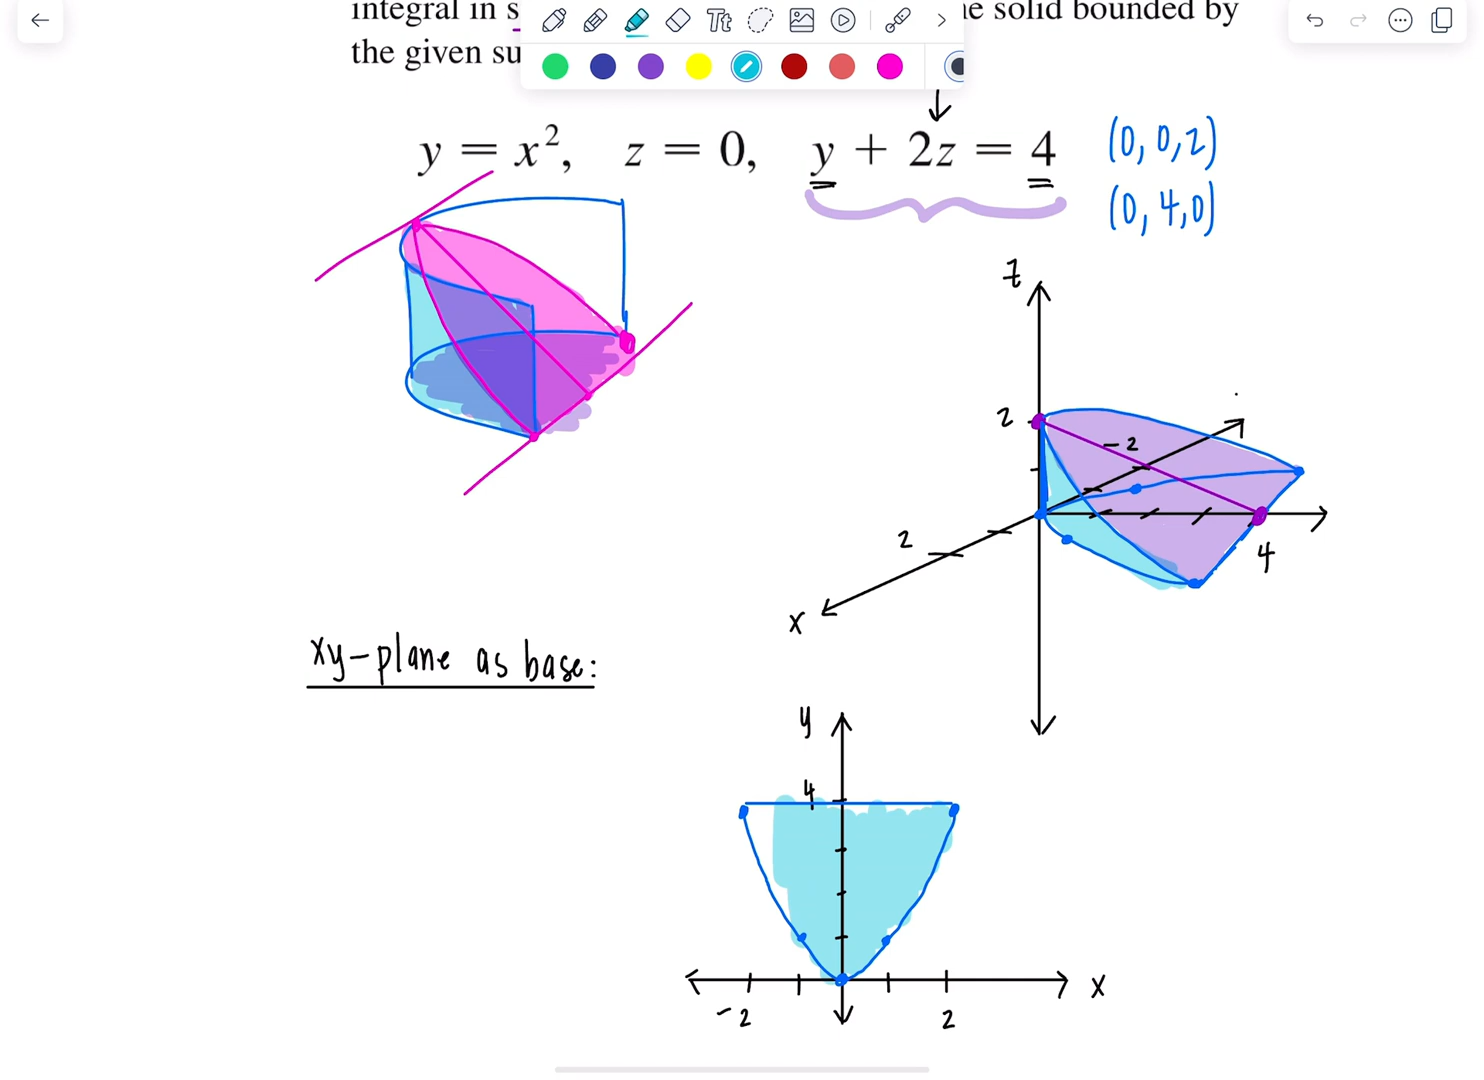 integral in s
e solid bounded by
the given su
Tt
y = x², z = 0, y + 2z = 4
(0, 0, 2)
(0, 4, 0)
z
2
-2
2
4
x
xy-plane as base:
y
4
x
-2
2